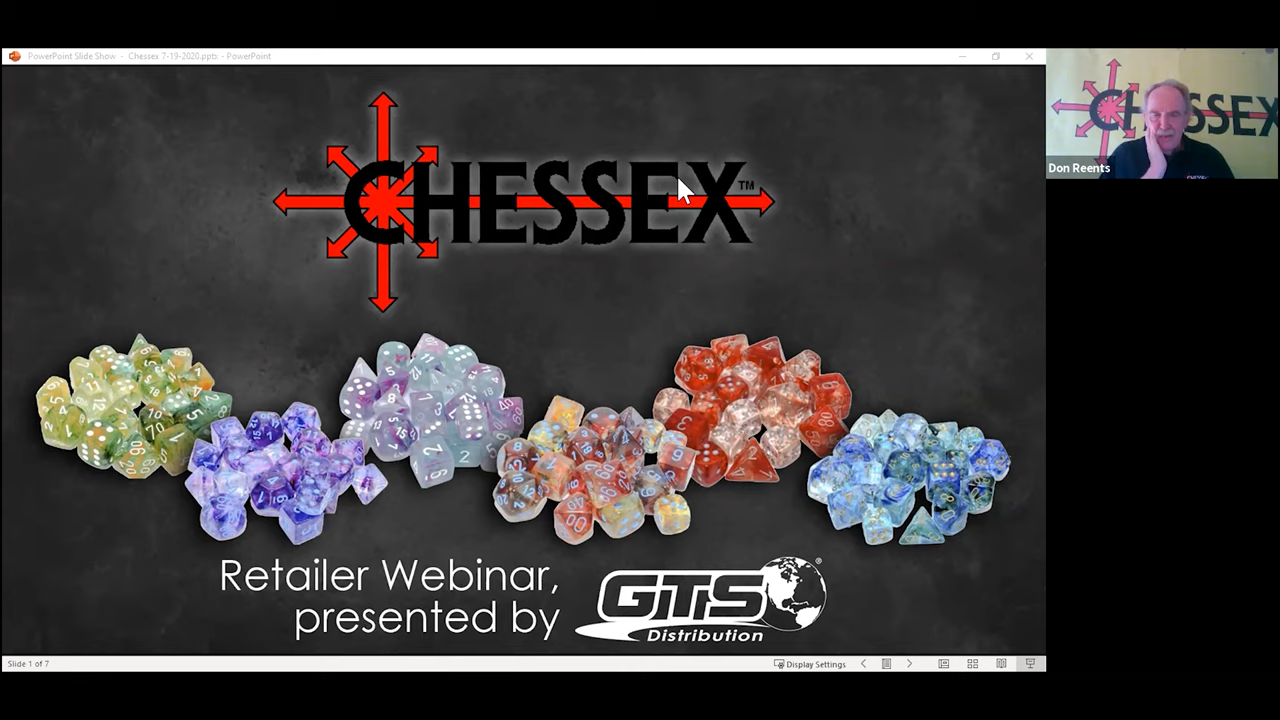 PowerPoint Slide Show - Chessex 7-19-2020.pptx - PowerPoint
CHESSEX™
CHESSEX
Don Reents
Retailer Webinar,
presented by
GTS®
Distribution
Slide 1 of 7
Display Settings